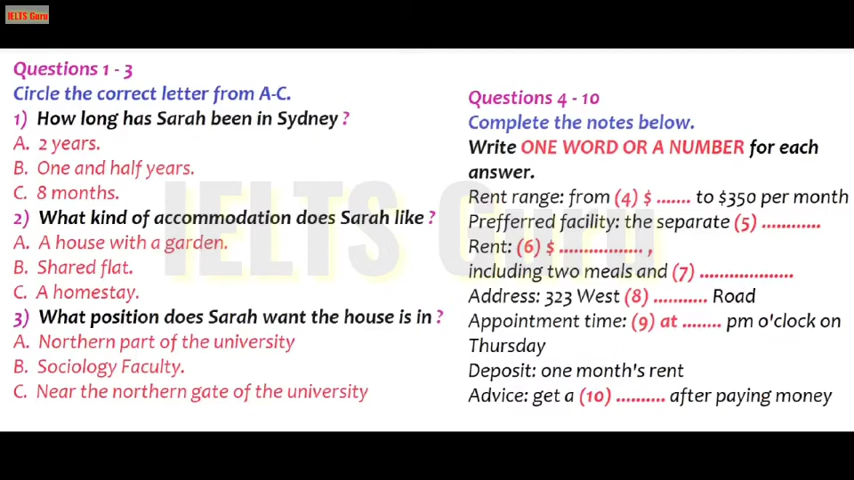 IELTS Guru
Questions 1 - 3
Circle the correct letter from A-C.
1) How long has Sarah been in Sydney ?
A. 2 years.
B. One and half years.
C. 8 months.
2) What kind of accommodation does Sarah like ?
A. A house with a garden.
B. Shared flat.
C. A homestay.
3) What position does Sarah want the house is in ?
A. Northern part of the university
B. Sociology Faculty.
C. Near the northern gate of the university
Questions 4 - 10
Complete the notes below.
Write ONE WORD OR A NUMBER for each
answer.
Rent range: from (4) $ ....... to $350 per month
Prefferred facility: the separate (5) ............
Rent: (6) $ ................. ,
including two meals and (7) ...................
Address: 323 West (8) ........... Road
Appointment time: (9) at ........ pm o'clock on
Thursday
Deposit: one month's rent
Advice: get a (10) .......... after paying money
IELTS Guru